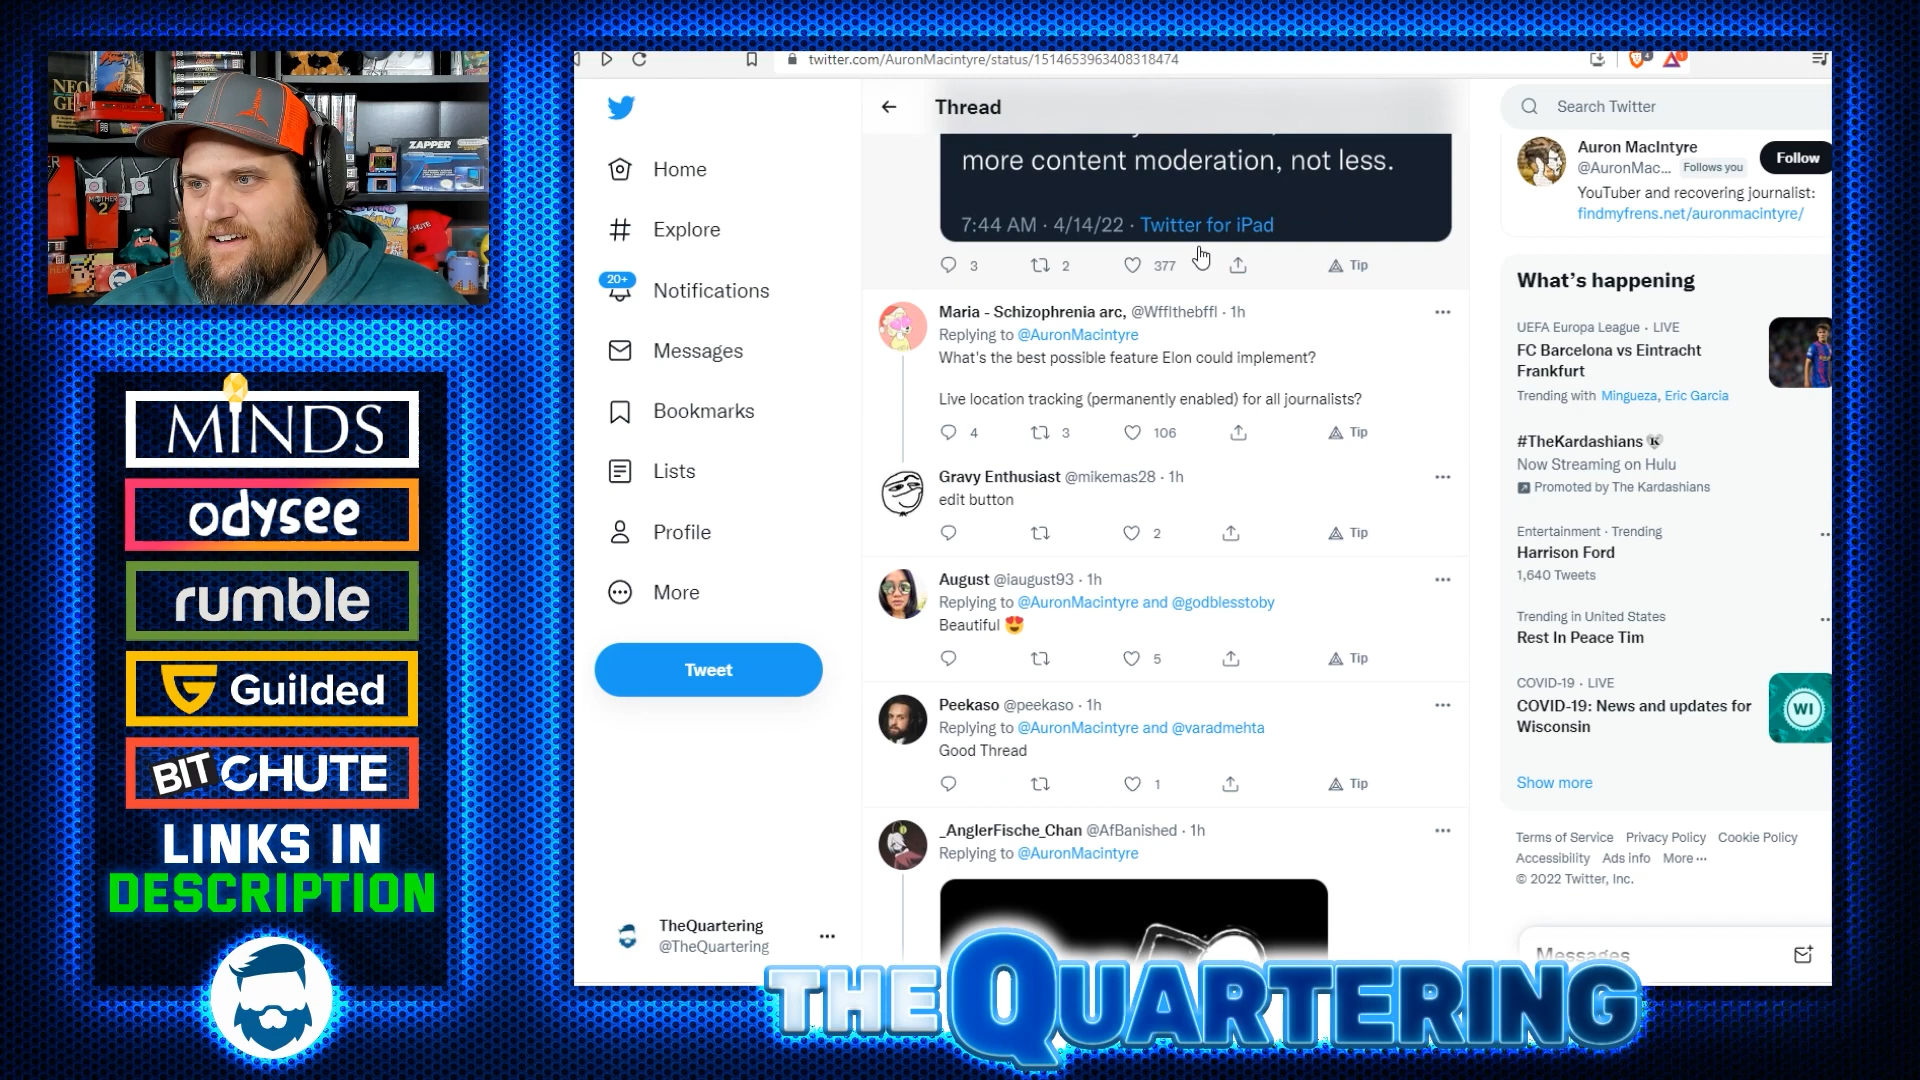 NEO
GE
ZAPPER
MOTHER
2
MINDS
odysee
rumble
Guilded
BITCHUTE
LINKS IN
DESCRIPTION
twitter.com/AuronMacintyre/status/1514653963408318474
Home
Explore
20+
Notifications
Messages
Bookmarks
Lists
Profile
More
Tweet
TheQuartering
@TheQuartering
Thread
more content moderation, not less.
7:44 AM · 4/14/22 · Twitter for iPad
3 2 377 Tip
Maria - Schizophrenia arc, @Wfflthebffl · 1h
Replying to @AuronMacintyre
What's the best possible feature Elon could implement?
Live location tracking (permanently enabled) for all journalists?
4 3 106 Tip
Gravy Enthusiast @mikemas28 · 1h
edit button
2 Tip
August @iaugust93 · 1h
Replying to @AuronMacintyre and @godblesstoby
Beautiful 😍
5 Tip
Peekaso @peekaso · 1h
Replying to @AuronMacintyre and @varadmehta
Good Thread
1 Tip
_AnglerFische_Chan @AfBanished · 1h
Replying to @AuronMacintyre
Search Twitter
Auron MacIntyre
@AuronMac... Follows you
Follow
YouTuber and recovering journalist:
findmyfrens.net/auronmacintyre/
What's happening
UEFA Europa League · LIVE
FC Barcelona vs Eintracht
Frankfurt
Trending with Mingueza, Eric Garcia
#TheKardashians
Now Streaming on Hulu
Promoted by The Kardashians
Entertainment · Trending
Harrison Ford
1,640 Tweets
Trending in United States
Rest In Peace Tim
COVID-19 · LIVE
COVID-19: News and updates for
Wisconsin
WI
Show more
Terms of Service Privacy Policy Cookie Policy
Accessibility Ads info More ···
© 2022 Twitter, Inc.
Messages
THE QUARTERING